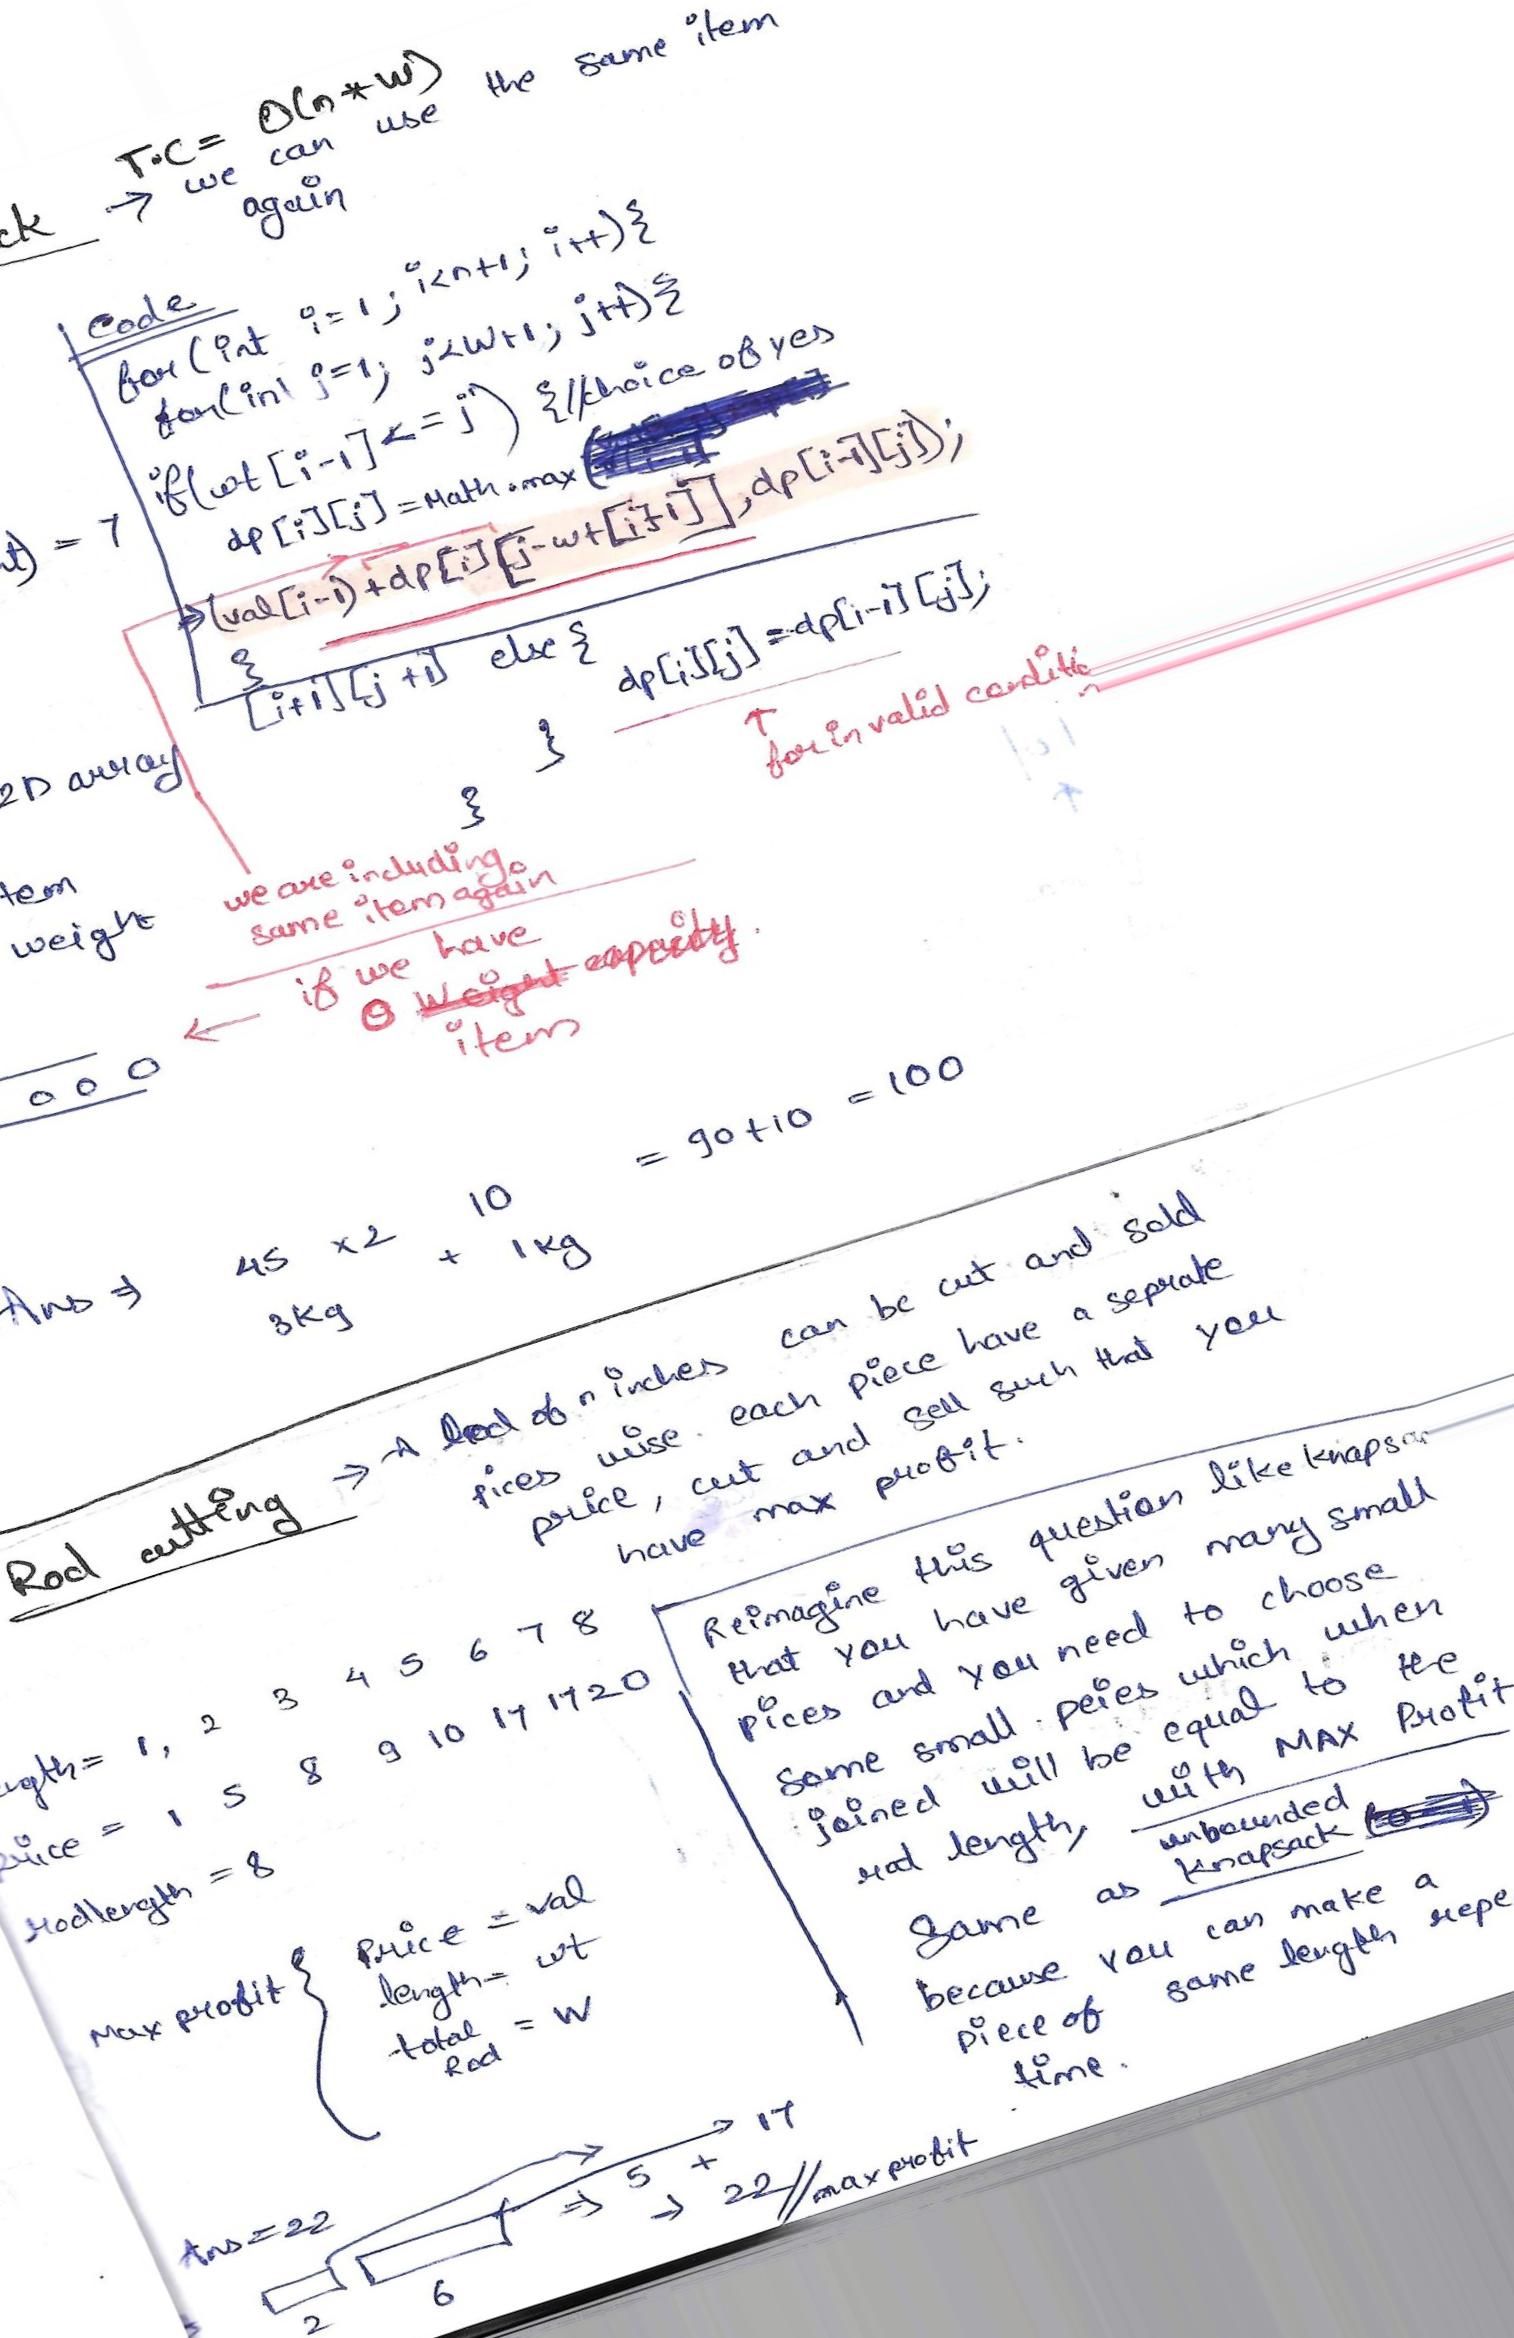 T.C = O(n*W)
ck → we can use the same item
again
Code
for(int i=1; i<n+1; i++){
for(int j=1; j<W+1; j++){
if(wt[i-1]<=j) {//choice of yes
dp[i][j]=Math.max(
t) = 7
(val[i-1)+dp[i][j-wt[i-1]],dp[i-1][j]);
} else {
[i+1][j+1]
dp[i][j]=dp[i-1][j];
↑
for invalid conditi
n
}
}
2D array
tem
weight
we are including
same item again
← if we have
0 capacity.
item
0 0 0
Ans ⇒ 45 x2 + 10 = 90+10 = 100
3kg 1kg
Rod cutting → A Rod of n inches can be cut and sold
pices wise. each piece have a seprate
price, cut and sell such that you
have max profit.
ngth = 1, 2 3 4 5 6 7 8
price = 1 5 8 9 10 17 17 20
rodlength = 8
max profit { Price = val
length = wt
total = W
Rod
Reimagine this question like knapsa
that you have given many small
pices and you need to choose
some small peies which when
joined will be equal to the
rod length, with MAX Profit
Same as unbounded
Knapsack
because you can make a
piece of same length repe
time.
Ans = 22
⇒ 5 + 17
→ 22//max profit
2 6